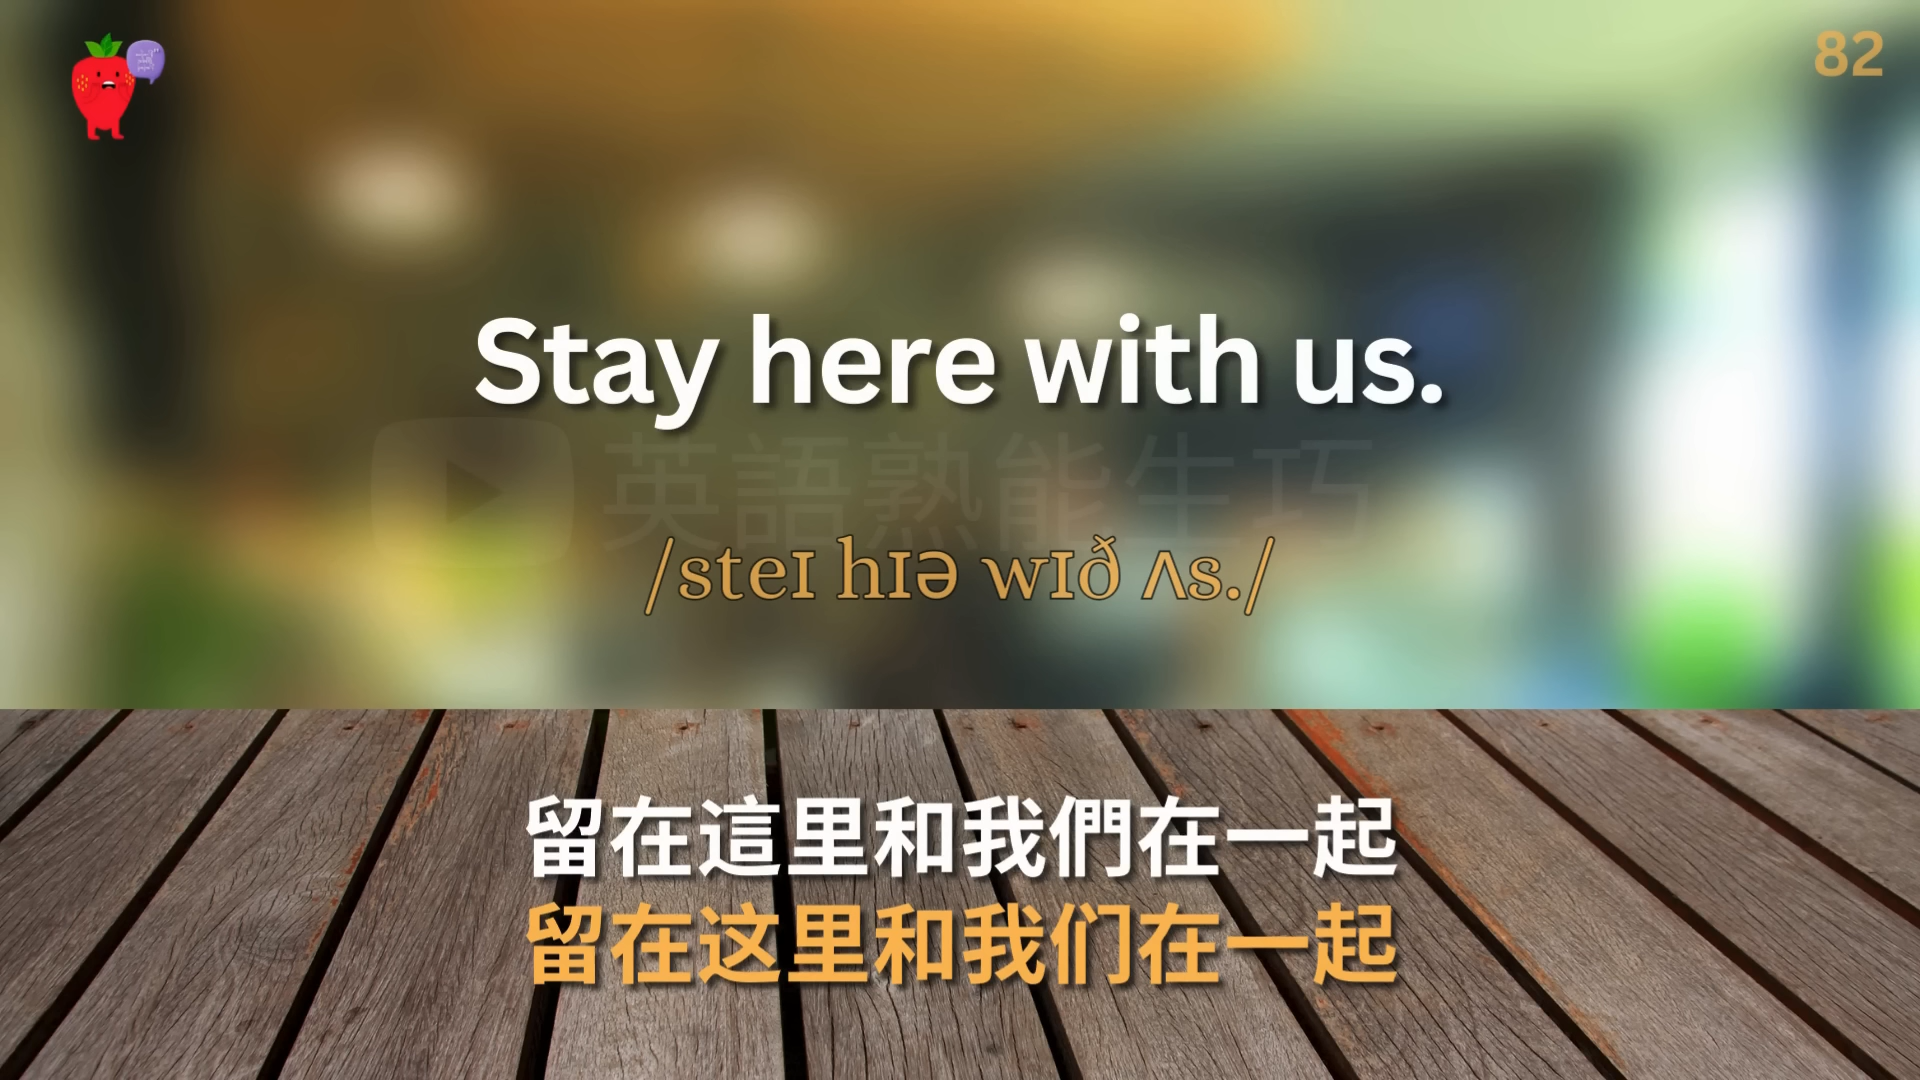 82
Stay here with us.
英語熟能生巧
/steɪ hɪə wɪð ʌs./
留在這里和我們在一起
留在这里和我们在一起